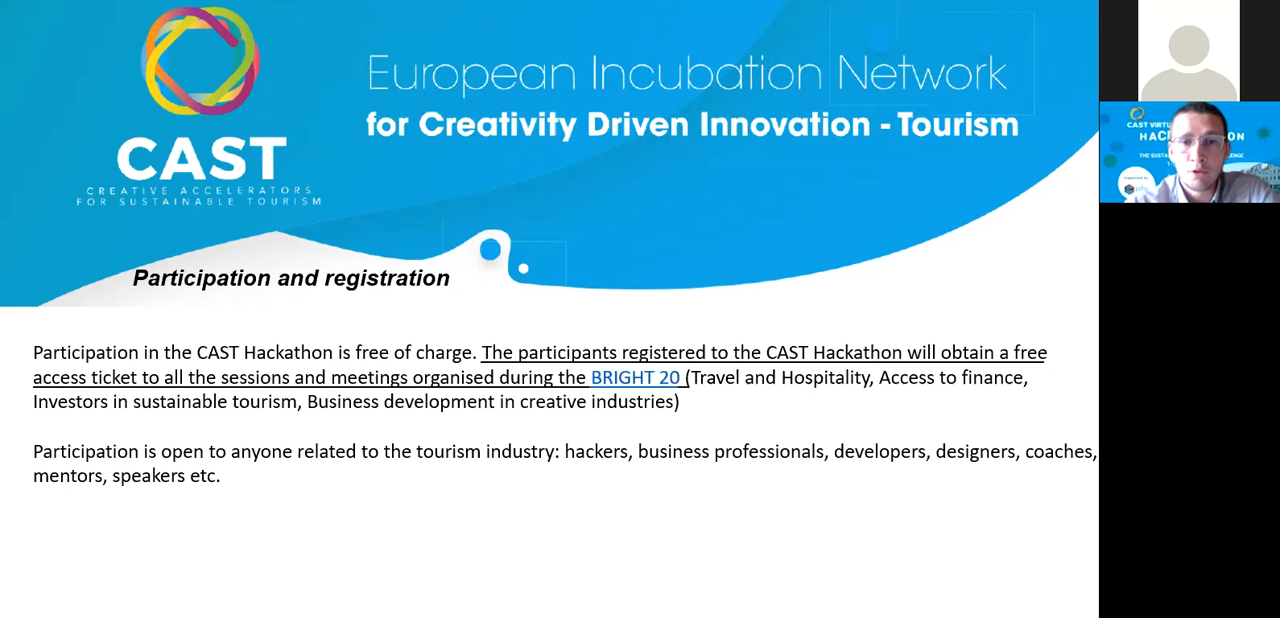 CAST
CREATIVE ACCELERATORS
FOR SUSTAINABLE TOURISM
European Incubation Network
for Creativity Driven Innovation - Tourism
Participation and registration
Participation in the CAST Hackathon is free of charge. The participants registered to the CAST Hackathon will obtain a free
access ticket to all the sessions and meetings organised during the BRIGHT 20 (Travel and Hospitality, Access to finance,
Investors in sustainable tourism, Business development in creative industries)
Participation is open to anyone related to the tourism industry: hackers, business professionals, developers, designers, coaches,
mentors, speakers etc.